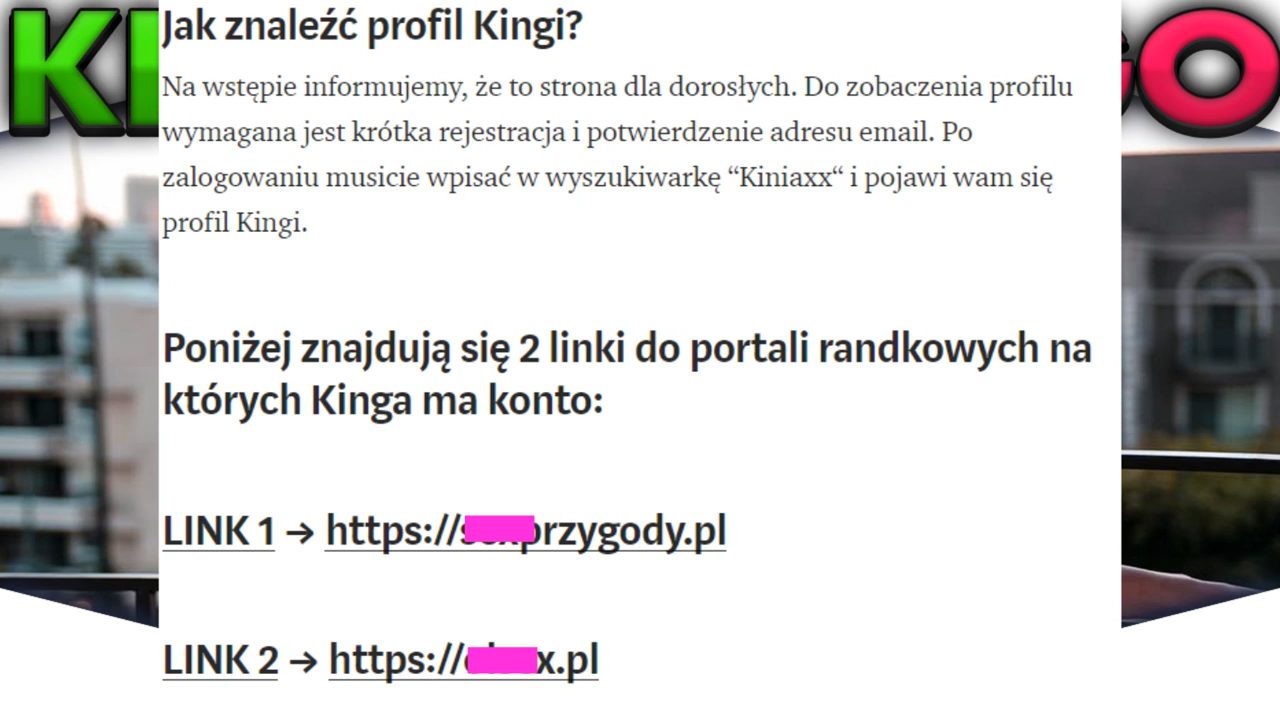 Jak znaleźć profil Kingi?
Na wstępie informujemy, że to strona dla dorosłych. Do zobaczenia profilu
wymagana jest krótka rejestracja i potwierdzenie adresu email. Po
zalogowaniu musicie wpisać w wyszukiwarkę “Kiniaxx“ i pojawi wam się
profil Kingi.
Poniżej znajdują się 2 linki do portali randkowych na
których Kinga ma konto:
LINK 1 → https://przygody.pl
LINK 2 → https://x.pl